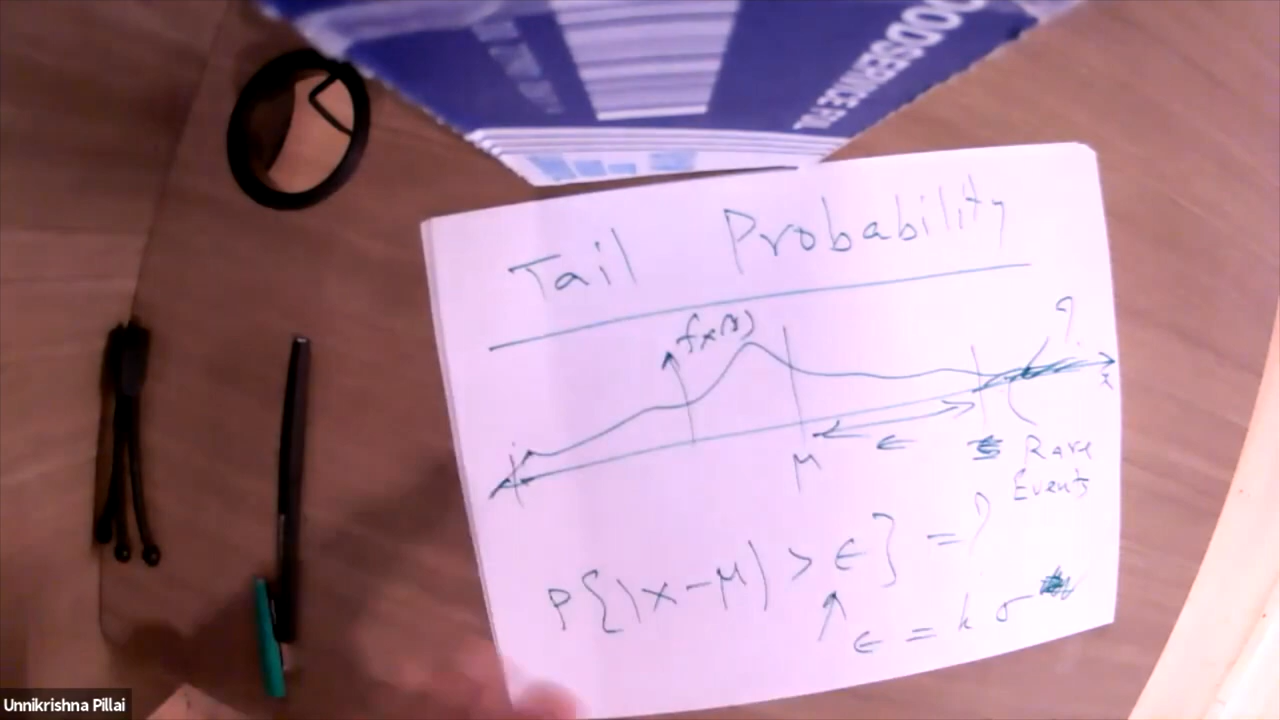 Tail Probability
fx(x)
?
x
μ
ε
Rare
Events
P{|x-μ| > ε} = ?
ε = kσ
Unnikrishna Pillai